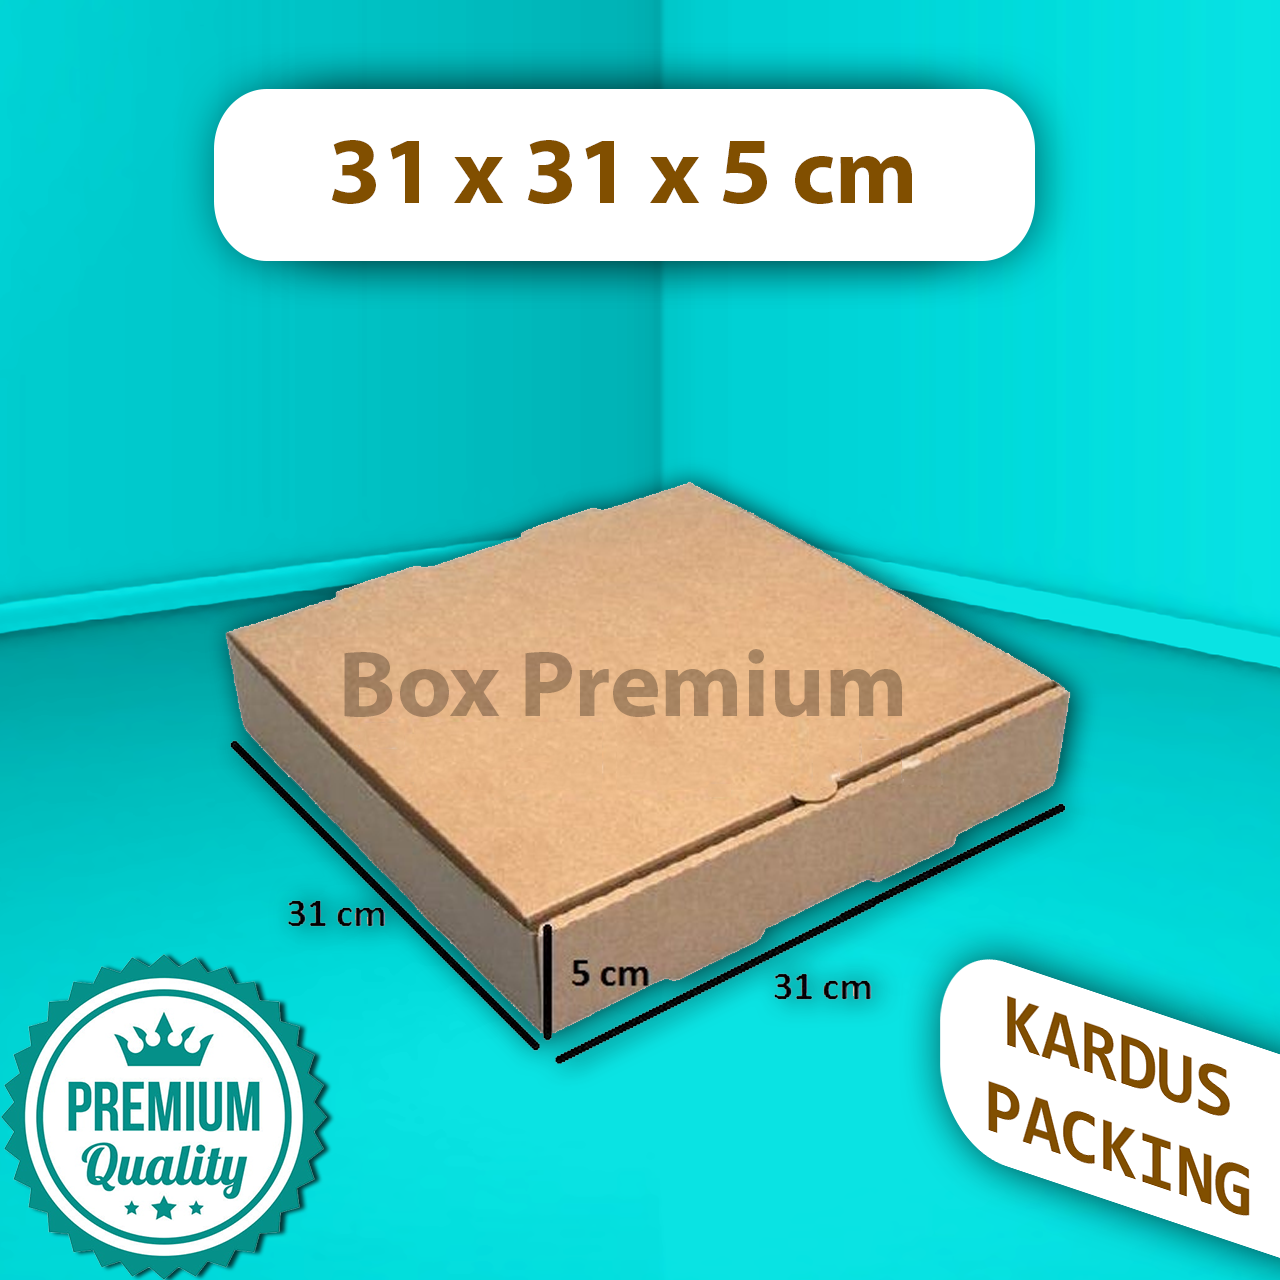 31 x 31 x 5 cm
Box Premium
31 cm
5 cm
31 cm
PREMIUM
Quality
KARDUS
PACKING